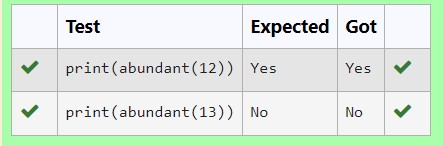 Test Expected Got
print(abundant(12)) Yes Yes
print(abundant(13)) No No